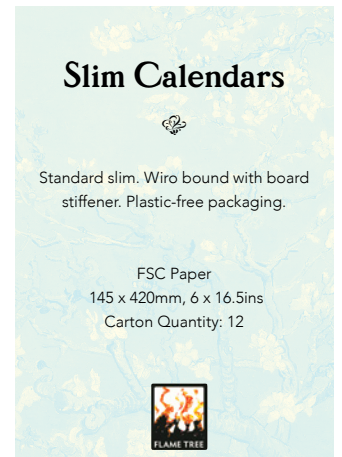 Slim Calendars
Standard slim. Wiro bound with board
stiffener. Plastic-free packaging.
FSC Paper
145 x 420mm, 6 x 16.5ins
Carton Quantity: 12
FLAME TREE